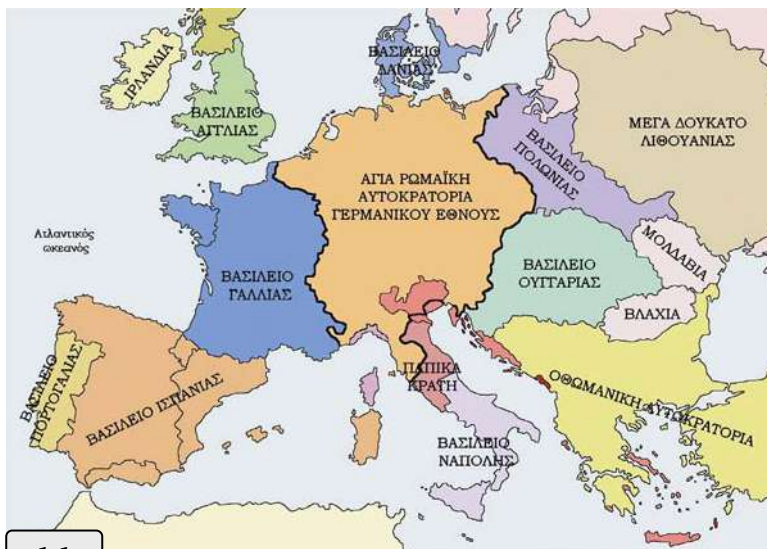 ΙΡΛΑΝΔΙΑ
ΒΑΣΙΛΕΙΟ
ΑΓΓΛΙΑΣ
ΒΑΣΙΛΕΙΟ
ΔΑΝΙΑΣ
ΜΕΓΑ ΔΟΥΚΑΤΟ
ΛΙΘΟΥΑΝΙΑΣ
ΒΑΣΙΛΕΙΟ
ΠΟΛΩΝΙΑΣ
ΑΓΙΑ ΡΩΜΑΪΚΗ
ΑΥΤΟΚΡΑΤΟΡΙΑ
ΓΕΡΜΑΝΙΚΟΥ ΕΘΝΟΥΣ
Ατλαντικός
ωκεανός
ΒΑΣΙΛΕΙΟ
ΓΑΛΛΙΑΣ
ΒΑΣΙΛΕΙΟ
ΟΥΓΓΑΡΙΑΣ
ΜΟΛΔΑΒΙΑ
ΒΛΑΧΙΑ
ΒΑΣΙΛΕΙΟ
ΠΟΡΤΟΓΑΛΙΑΣ
ΒΑΣΙΛΕΙΟ ΙΣΠΑΝΙΑΣ
ΠΑΠΙΚΑ
ΚΡΑΤΗ
ΒΑΣΙΛΕΙΟ
ΝΑΠΟΛΗΣ
ΟΘΩΜΑΝΙΚΗ ΑΥΤΟΚΡΑΤΟΡΙΑ